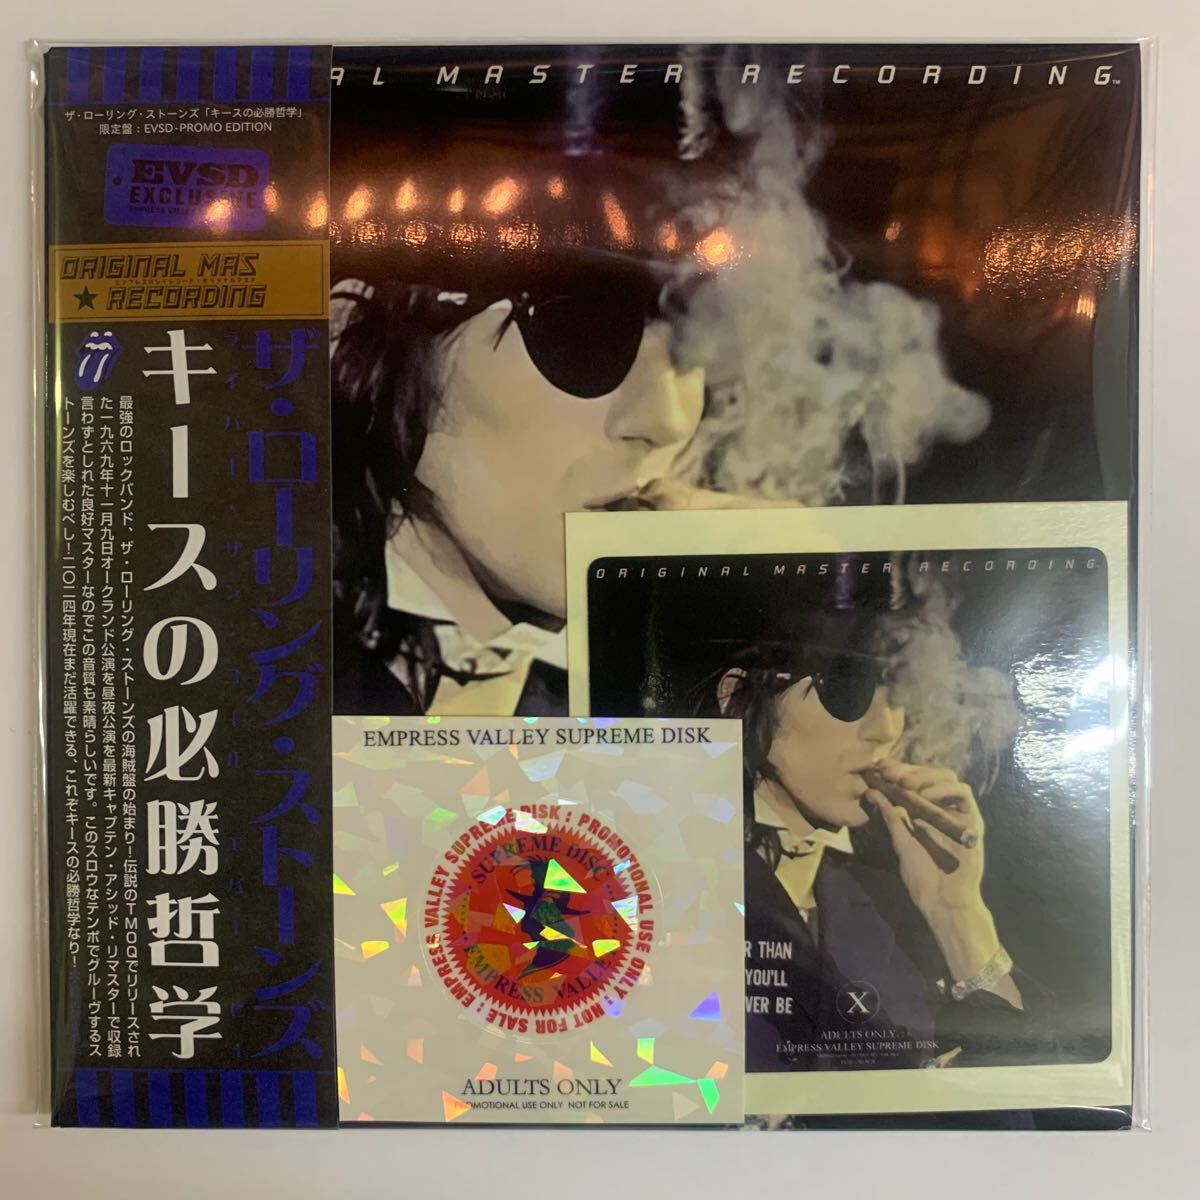 AL MASTER RECORDING™
ザ・ローリング・ストーンズ「キースの必勝哲学」
限定盤:EVSD-PROMO EDITION
EVSD
EXCLUSIVE
ORIGINAL MAS
RECORDING
ザ・ローリング・ストーンズ
キースの必勝哲学
最強のロックバンド、ザ・ローリング・ストーンズの海賊盤の始まり!伝説のTMOQでリリースされ
た一九六九年十一月九日オークランド公演を昼夜公演を最新キャプテン・アシッド・リマスターで収録
言わずとしれた良好マスターなのでこの音質も素晴らしいです。このスロウなテンポでグルーヴするス
トーンズを楽しむべし!二〇二四年現在まだ活躍できる、これぞキースの必勝哲学なり!
EMPRESS VALLEY SUPREME DISK
EMPRESS VALLEY SUPREME DISK : PROMOTIONAL USE ONLY : NOT FOR SALE :
SUPREME DISC
EMPRESS VALLE
ADULTS ONLY
PROMOTIONAL USE ONLY NOT FOR SALE
ORIGINAL MASTER RECORDING
R THAN
YOU'LL
VER BE
X
ADULTS ONLY
EMPRESS VALLEY SUPREME DISK